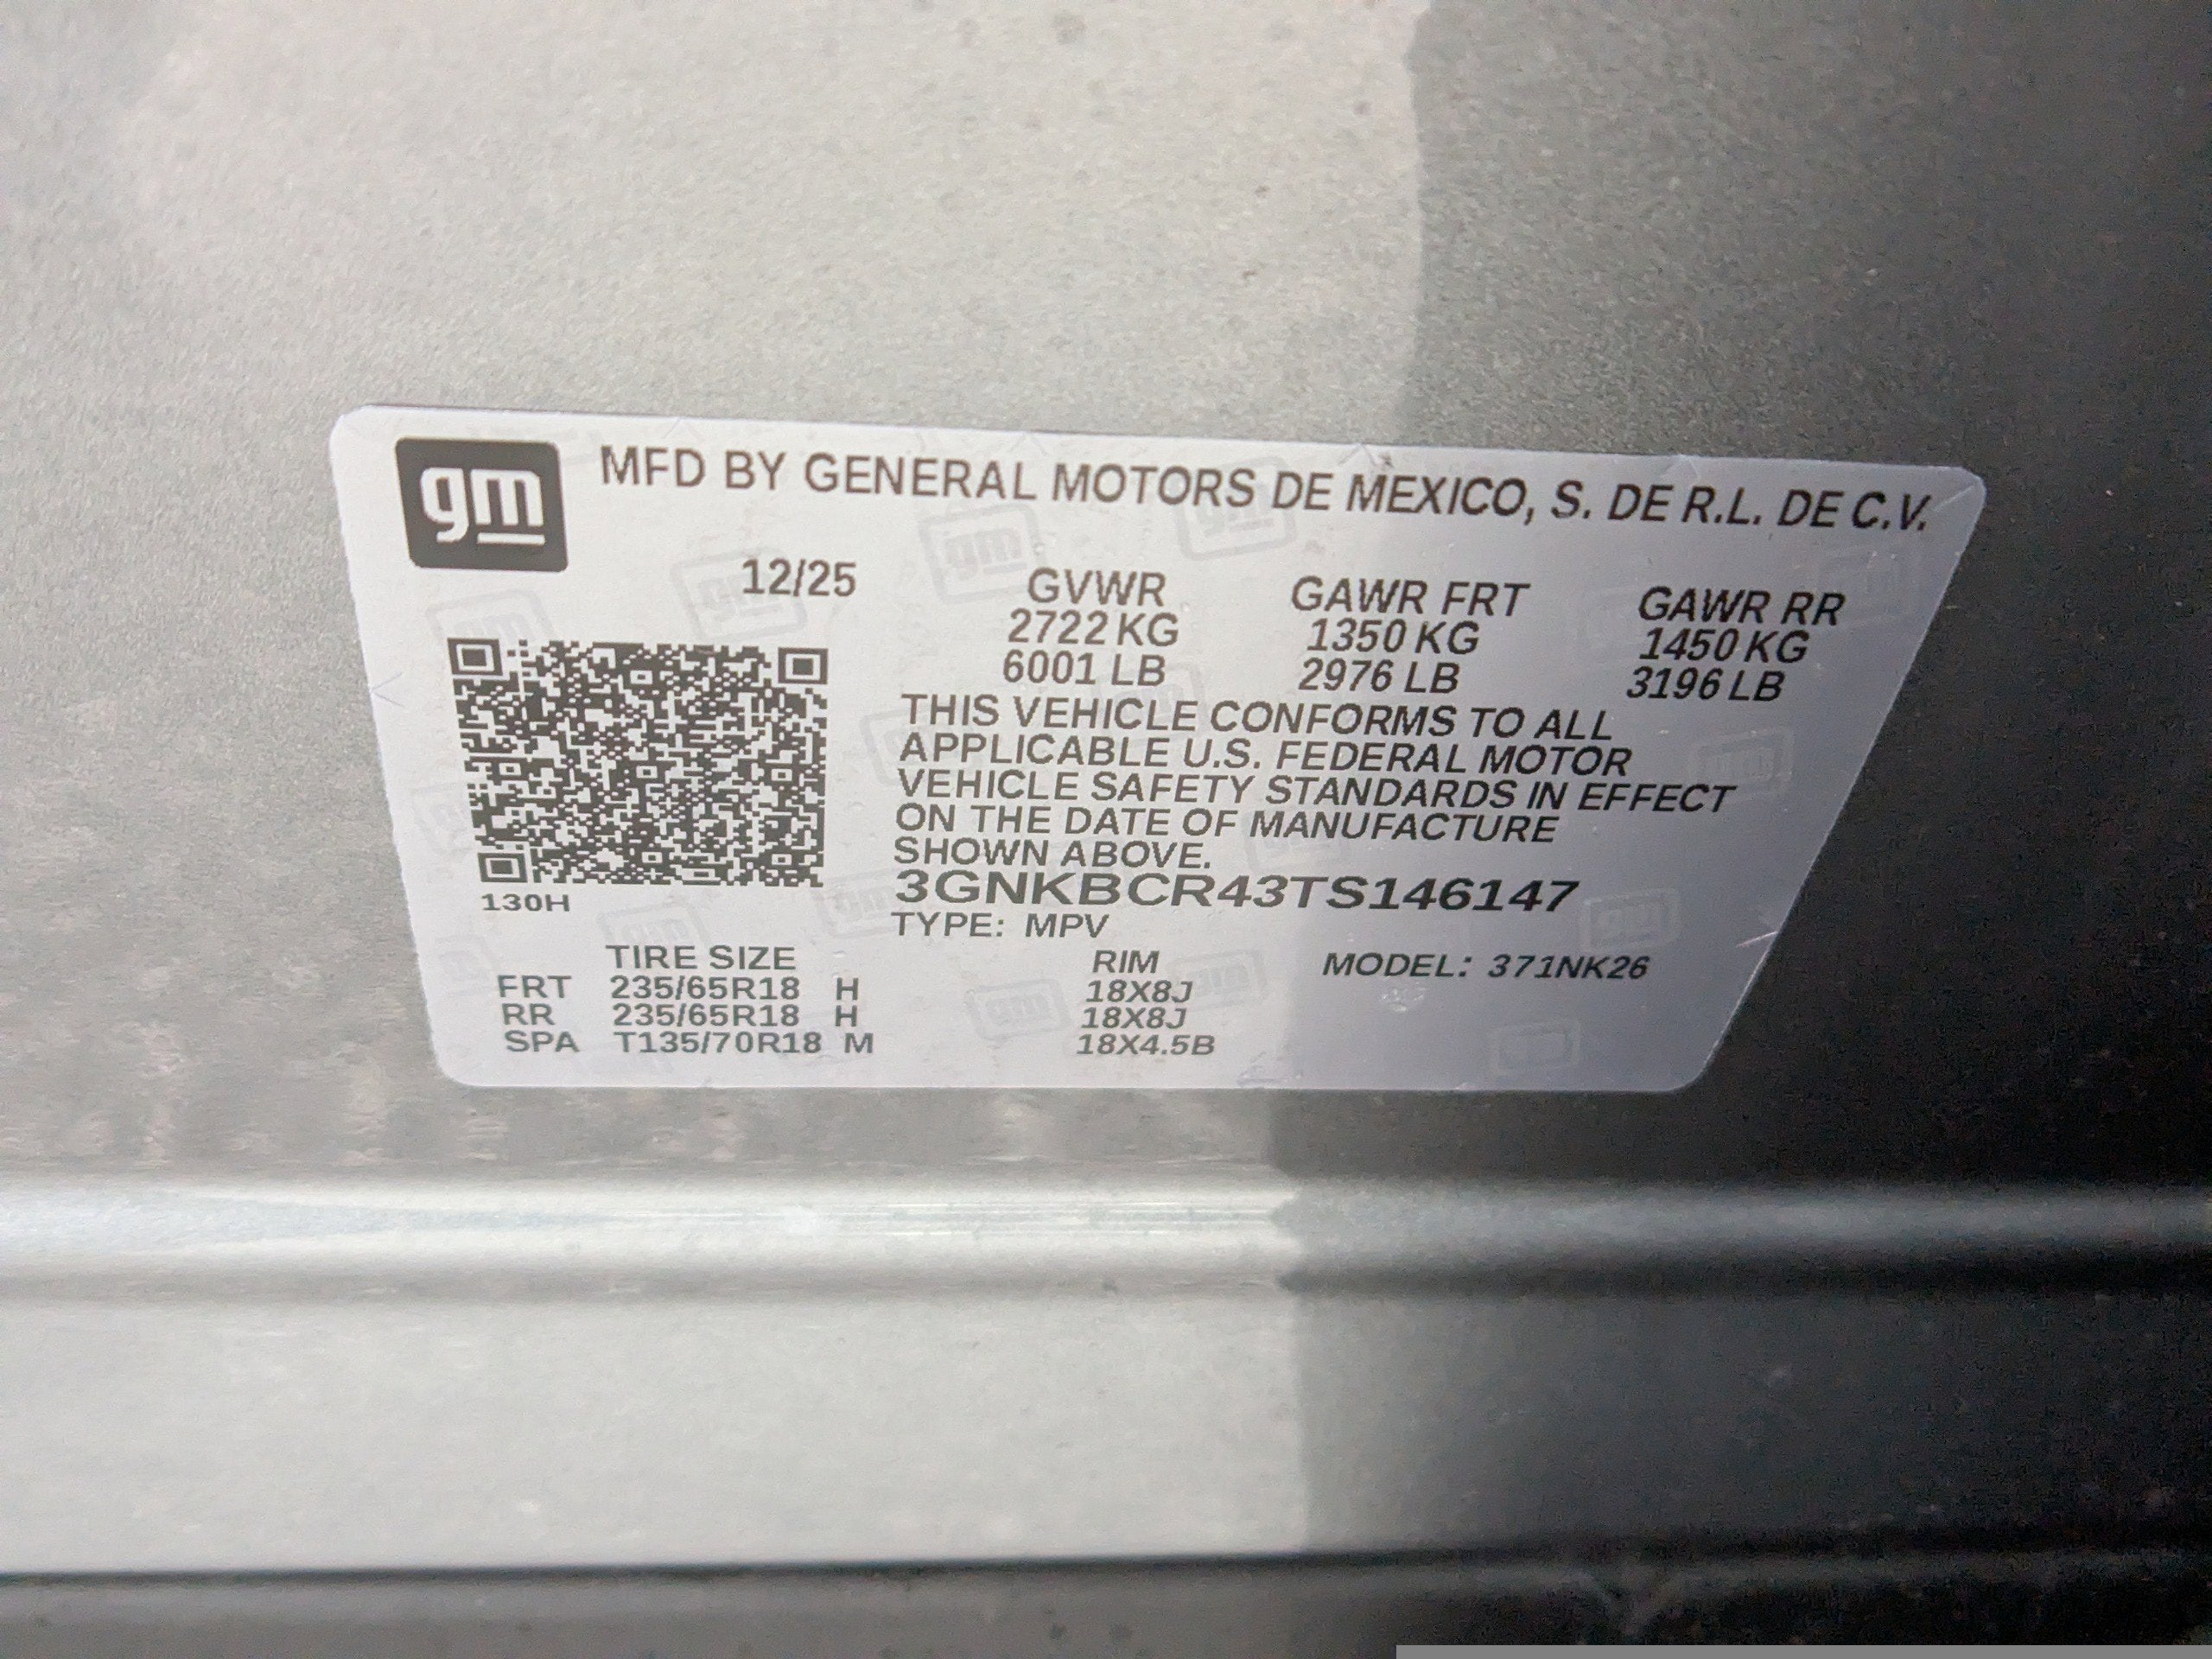 gm
MFD BY GENERAL MOTORS DE MEXICO, S. DE R.L. DE C.V.
12/25
GVWR GAWR FRT GAWR RR
2722 KG 1350 KG 1450 KG
6001 LB 2976 LB 3196 LB
THIS VEHICLE CONFORMS TO ALL
APPLICABLE U.S. FEDERAL MOTOR
VEHICLE SAFETY STANDARDS IN EFFECT
ON THE DATE OF MANUFACTURE
SHOWN ABOVE.
130H
3GNKBCR43TS146147
TYPE: MPV
TIRE SIZE RIM MODEL: 371NK26
FRT 235/65R18 H 18X8J
RR 235/65R18 H 18X8J
SPA T135/70R18 M 18X4.5B